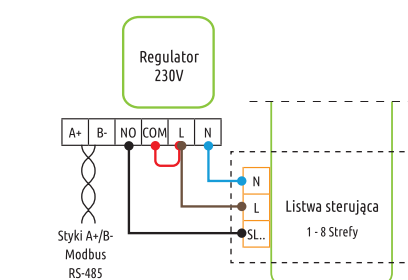 Regulator
230V
A+ B- NO COM L N
N
L
SL..
Listwa sterująca
1 - 8 Strefy
Styki A+/B-
Modbus
RS-485